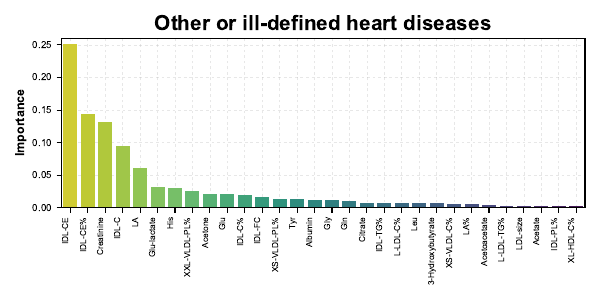 Other or ill-defined heart diseases
Importance
0.25
0.20
0.15
0.10
0.05
0.00
IDL-CE
IDL-CE%
Creatinine
IDL-C
LA
Glu-lactate
His
XXL-VLDL-PL%
Acetone
Glu
IDL-C%
IDL-FC
XS-VLDL-PL%
Tyr
Albumin
Gly
Gln
Citrate
IDL-TG%
L-LDL-C%
Leu
3-Hydroxybutyrate
XS-VLDL-C%
LA%
Acetoacetate
L-LDL-TG%
LDL-size
Acetate
IDL-PL%
XL-HDL-C%